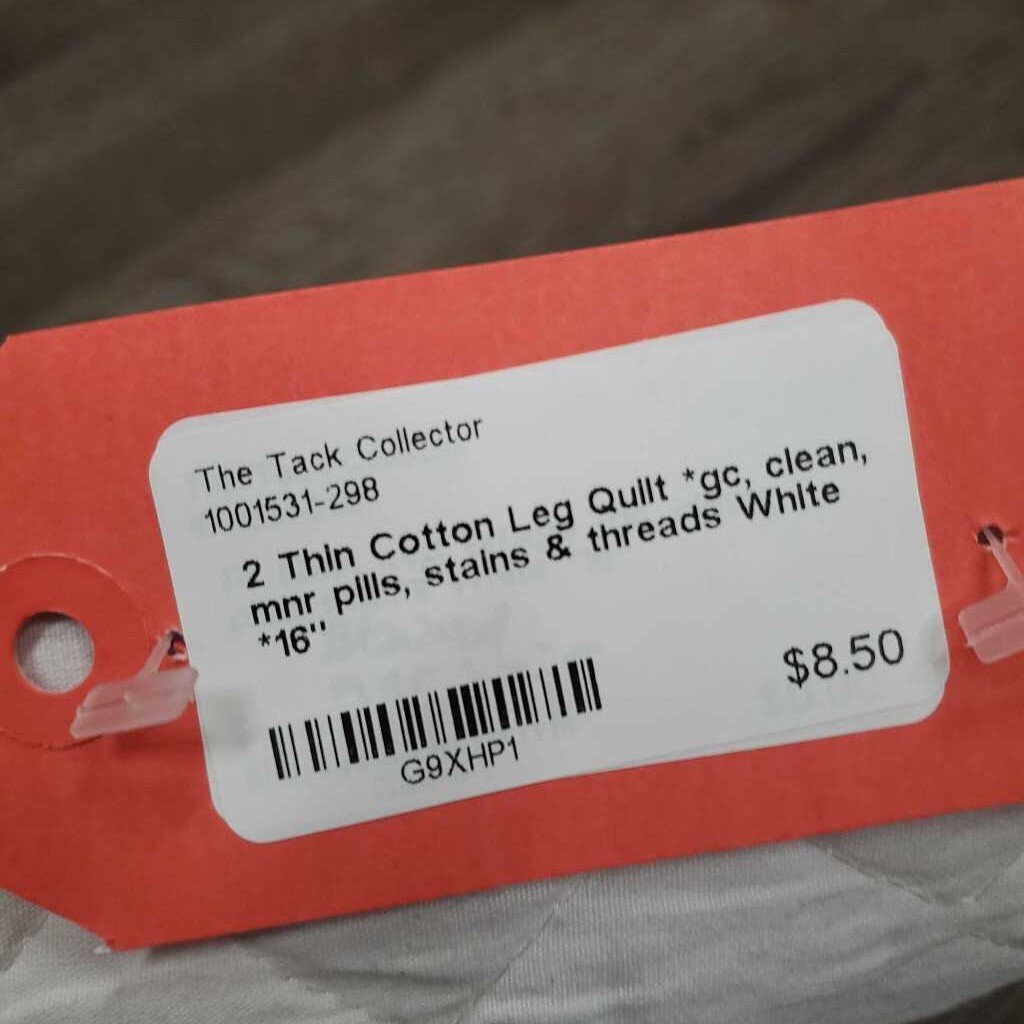 The Tack Collector
1001531-298
2 Thin Cotton Leg Quilt *gc, clean,
mnr pills, stains & threads White
*16"
$8.50
G9XHP1